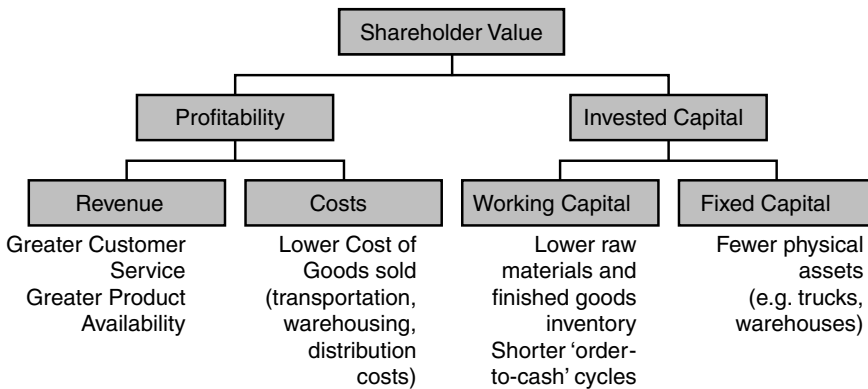 Shareholder Value
Profitability
Invested Capital
Revenue
Costs
Working Capital
Fixed Capital
Greater Customer
Service
Greater Product
Availability
Lower Cost of
Goods sold
(transportation,
warehousing,
distribution
costs)
Lower raw
materials and
finished goods
inventory
Shorter ‘order-
to-cash’ cycles
Fewer physical
assets
(e.g. trucks,
warehouses)